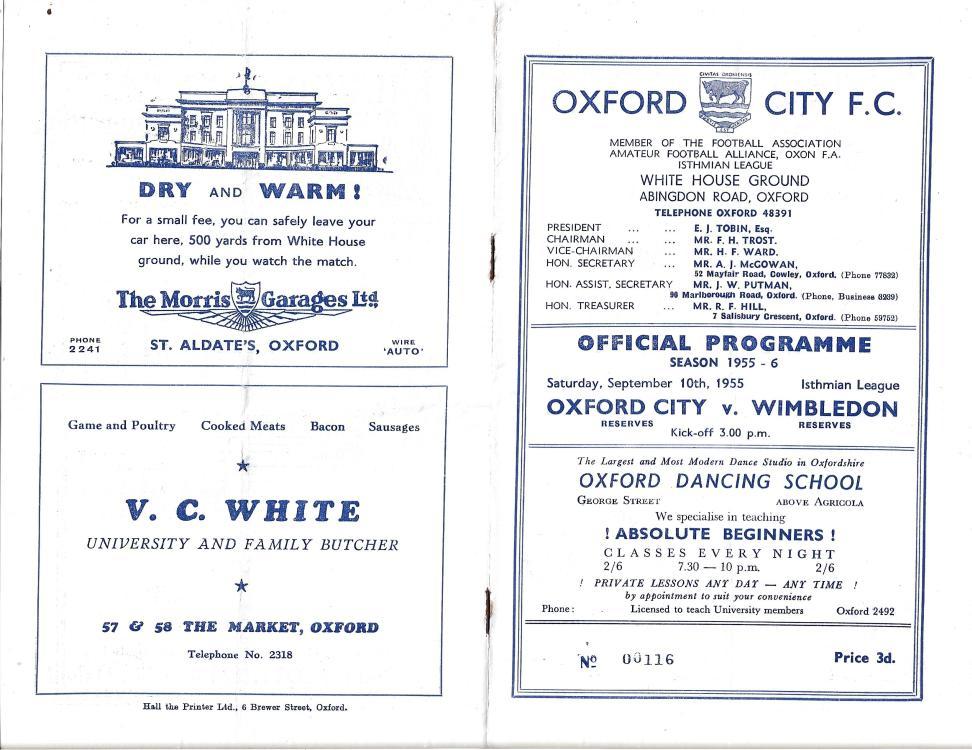 DRY AND WARM !
For a small fee, you can safely leave your
car here, 500 yards from White House
ground, while you watch the match.
The Morris Garages Ltd
PHONE
2241
ST. ALDATE'S, OXFORD
WIRE
'AUTO'
Game and Poultry Cooked Meats Bacon Sausages
V. C. WHITE
UNIVERSITY AND FAMILY BUTCHER
57 & 58 THE MARKET, OXFORD
Telephone No. 2318
Hall the Printer Ltd., 6 Brewer Street, Oxford.
CIVITAS OXONIENSIS
OXFORD CITY F.C.
MEMBER OF THE FOOTBALL ASSOCIATION
AMATEUR FOOTBALL ALLIANCE, OXON F.A.
ISTHMIAN LEAGUE
WHITE HOUSE GROUND
ABINGDON ROAD, OXFORD
TELEPHONE OXFORD 48391
PRESIDENT ... ... E. J. TOBIN, Esq.
CHAIRMAN ... ... MR. F. H. TROST.
VICE-CHAIRMAN ... MR. H. F. WARD.
HON. SECRETARY ... MR. A. J. McGOWAN,
52 Mayfair Road, Cowley, Oxford. (Phone 77632)
HON. ASSIST. SECRETARY MR. J. W. PUTMAN,
96 Marlborough Road, Oxford. (Phone, Business
HON. TREASURER ... MR. R. F. HILL,
7 Salisbury Crescent, Oxford. (Phone 59752)
OFFICIAL PROGRAMME
SEASON 1955 - 6
Saturday, September 10th, 1955 Isthmian League
OXFORD CITY v. WIMBLEDON
RESERVES RESERVES
Kick-off 3.00 p.m.
The Largest and Most Modern Dance Studio in Oxfordshire
OXFORD DANCING SCHOOL
GEORGE STREET ABOVE AGRICOLA
We specialise in teaching
! ABSOLUTE BEGINNERS !
CLASSES EVERY NIGHT
2/6 7.30 — 10 p.m. 2/6
! PRIVATE LESSONS ANY DAY — ANY TIME !
by appointment to suit your convenience
Phone: Licensed to teach University members Oxford 2492
Nº 00116 Price 3d.